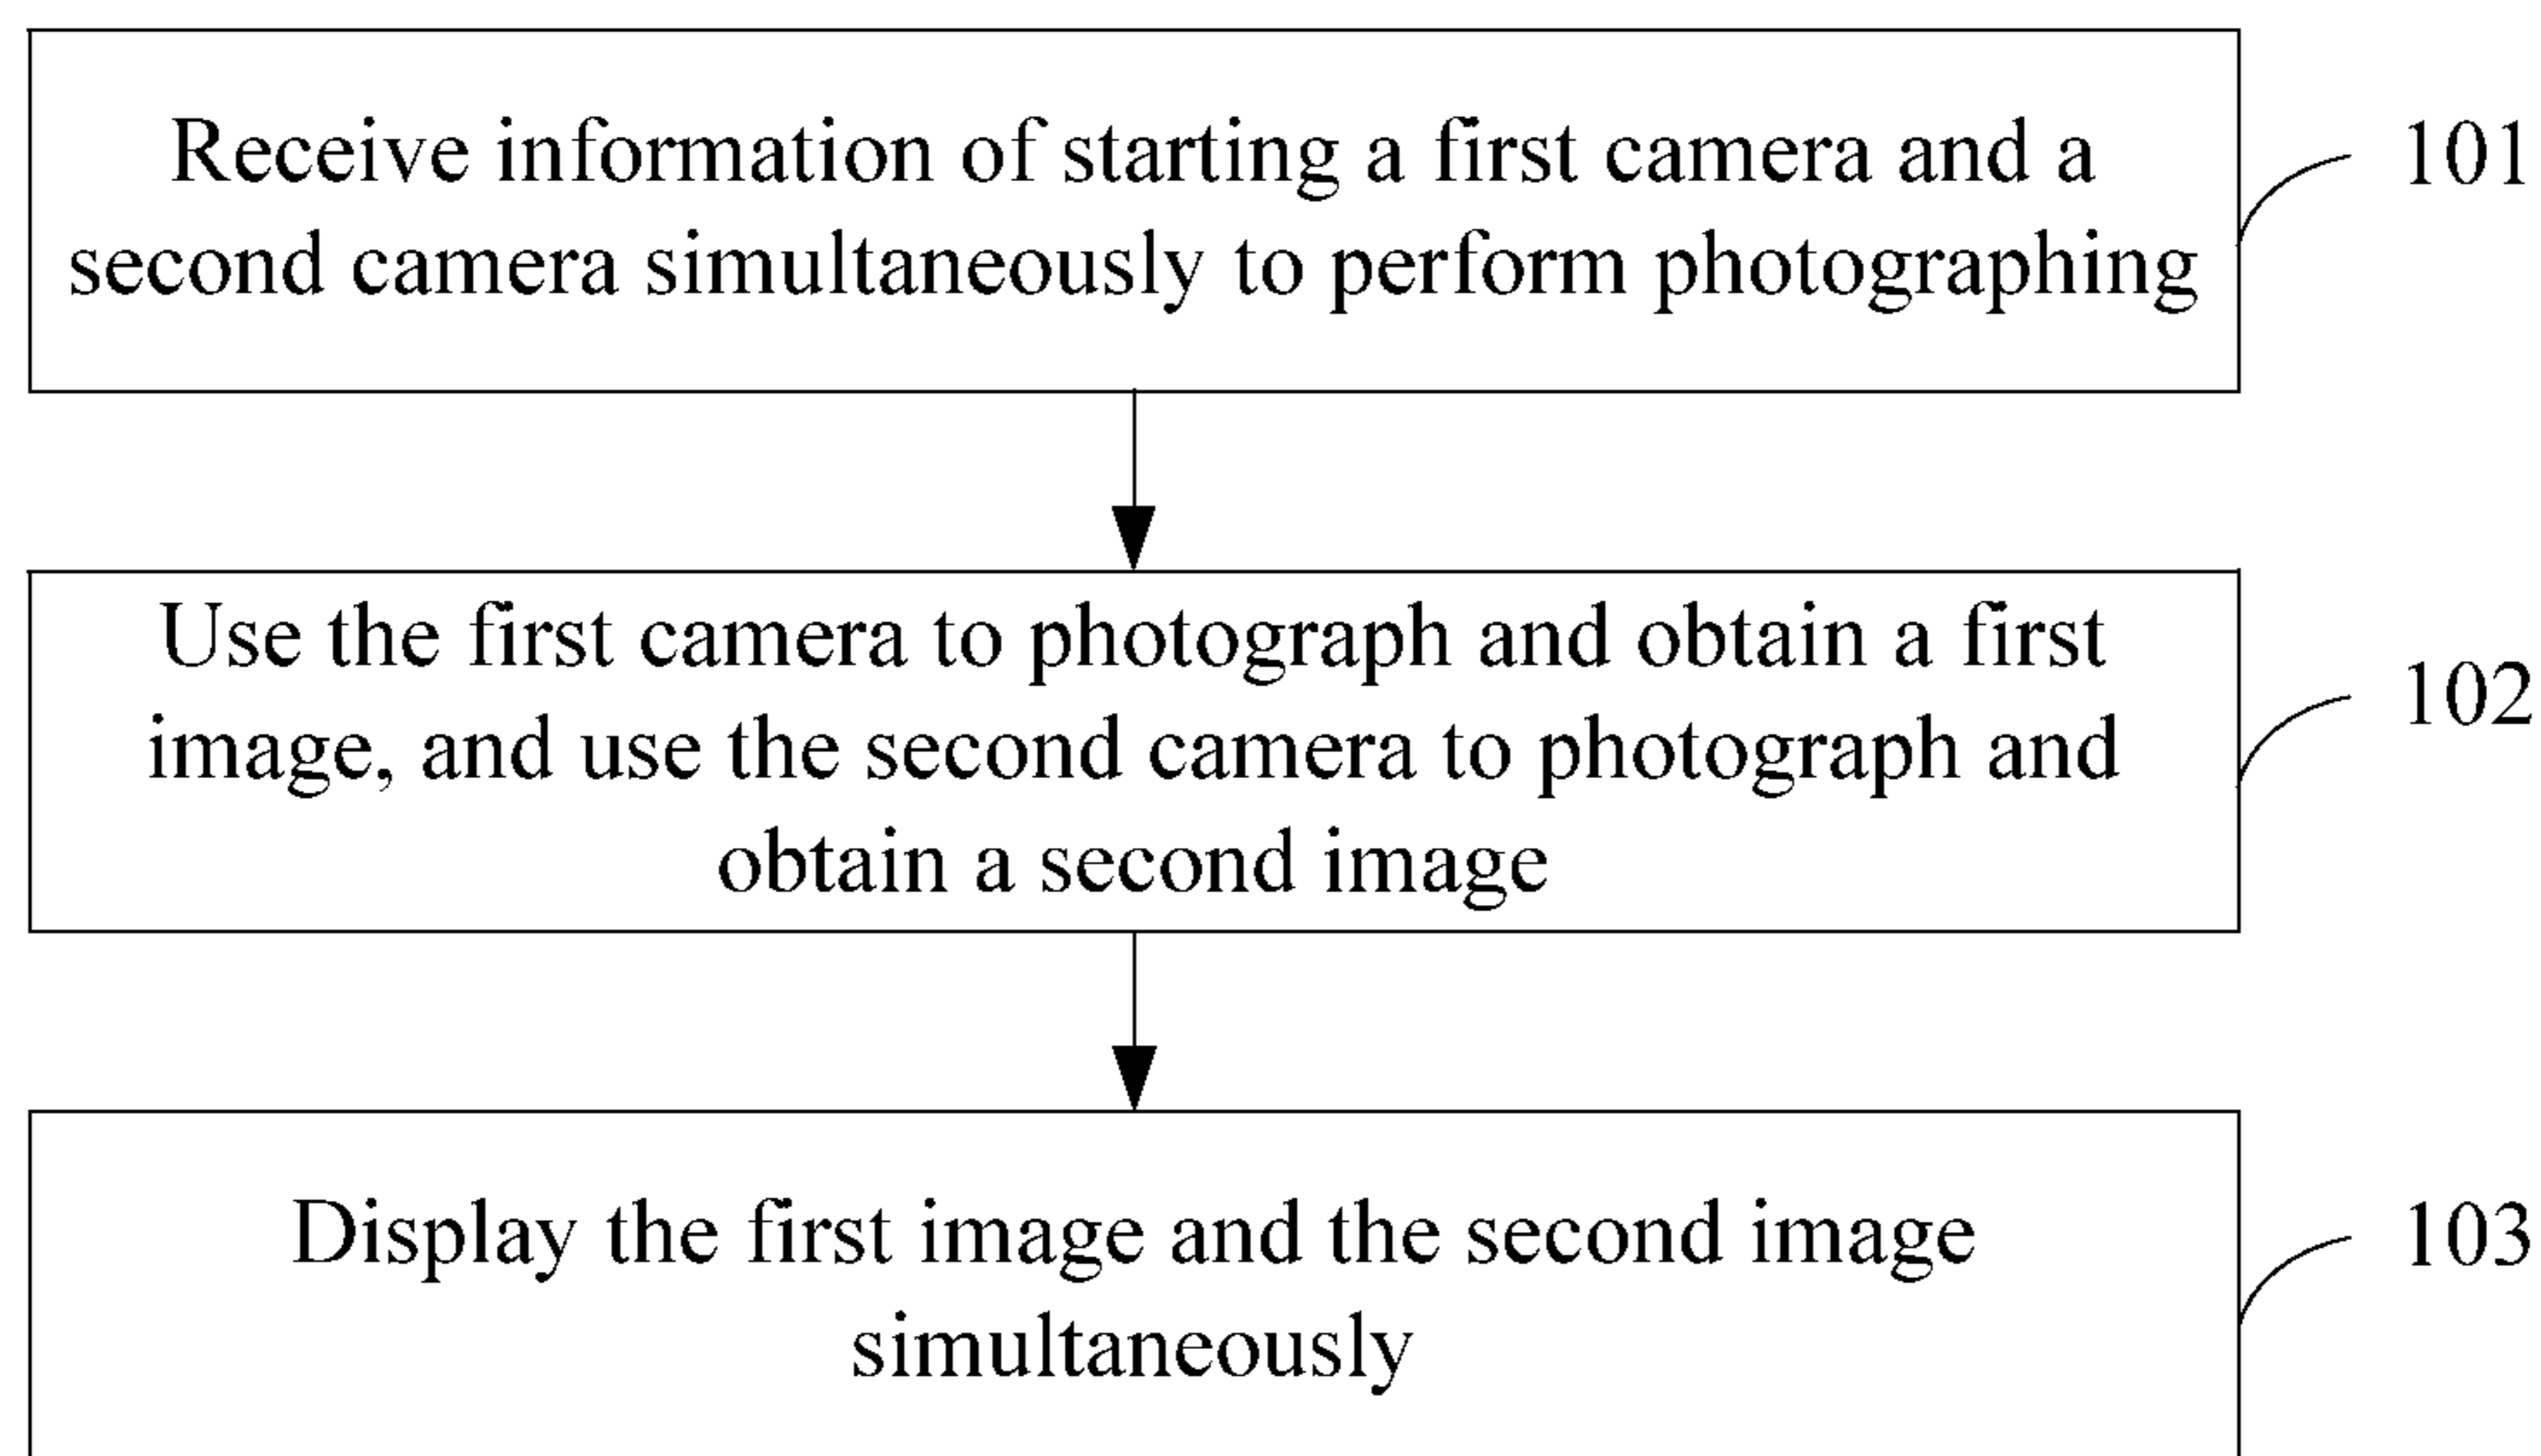 Receive information of starting a first camera and a
second camera simultaneously to perform photographing
101
Use the first camera to photograph and obtain a first
image, and use the second camera to photograph and
obtain a second image
102
Display the first image and the second image
simultaneously
103